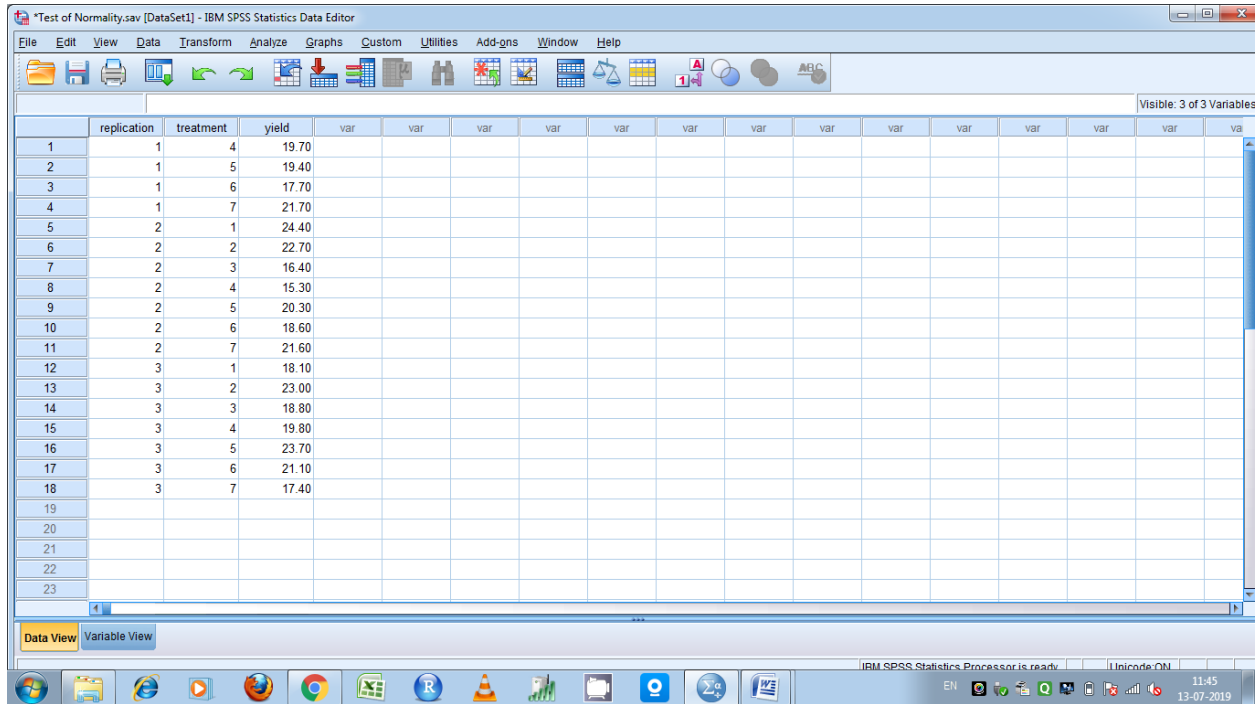 *Test of Normality.sav [DataSet1] - IBM SPSS Statistics Data Editor
File Edit View Data Transform Analyze Graphs Custom Utilities Add-ons Window Help
Visible: 3 of 3 Variables
replication treatment yield var var var var var var var var var var var var var va
1 1 4 19.70
2 1 5 19.40
3 1 6 17.70
4 1 7 21.70
5 2 1 24.40
6 2 2 22.70
7 2 3 16.40
8 2 4 15.30
9 2 5 20.30
10 2 6 18.60
11 2 7 21.60
12 3 1 18.10
13 3 2 23.00
14 3 3 18.80
15 3 4 19.80
16 3 5 23.70
17 3 6 21.10
18 3 7 17.40
19
20
21
22
23
Data View Variable View
IBM SPSS Statistics Processor is ready Unicode:ON
EN 11:45
13-07-2019